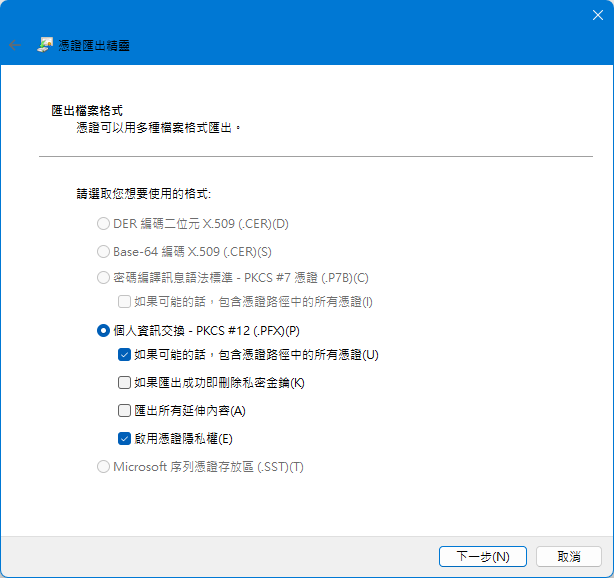 憑證匯出精靈
匯出檔案格式
憑證可以用多種檔案格式匯出。
請選取您想要使用的格式:
DER 編碼二位元 X.509 (.CER)(D)
Base-64 編碼 X.509 (.CER)(S)
密碼編譯訊息語法標準 - PKCS #7 憑證 (.P7B)(C)
如果可能的話，包含憑證路徑中的所有憑證(I)
個人資訊交換 - PKCS #12 (.PFX)(P)
如果可能的話，包含憑證路徑中的所有憑證(U)
如果匯出成功即刪除私密金鑰(K)
匯出所有延伸內容(A)
啟用憑證隱私權(E)
Microsoft 序列憑證存放區 (.SST)(T)
下一步(N)
取消